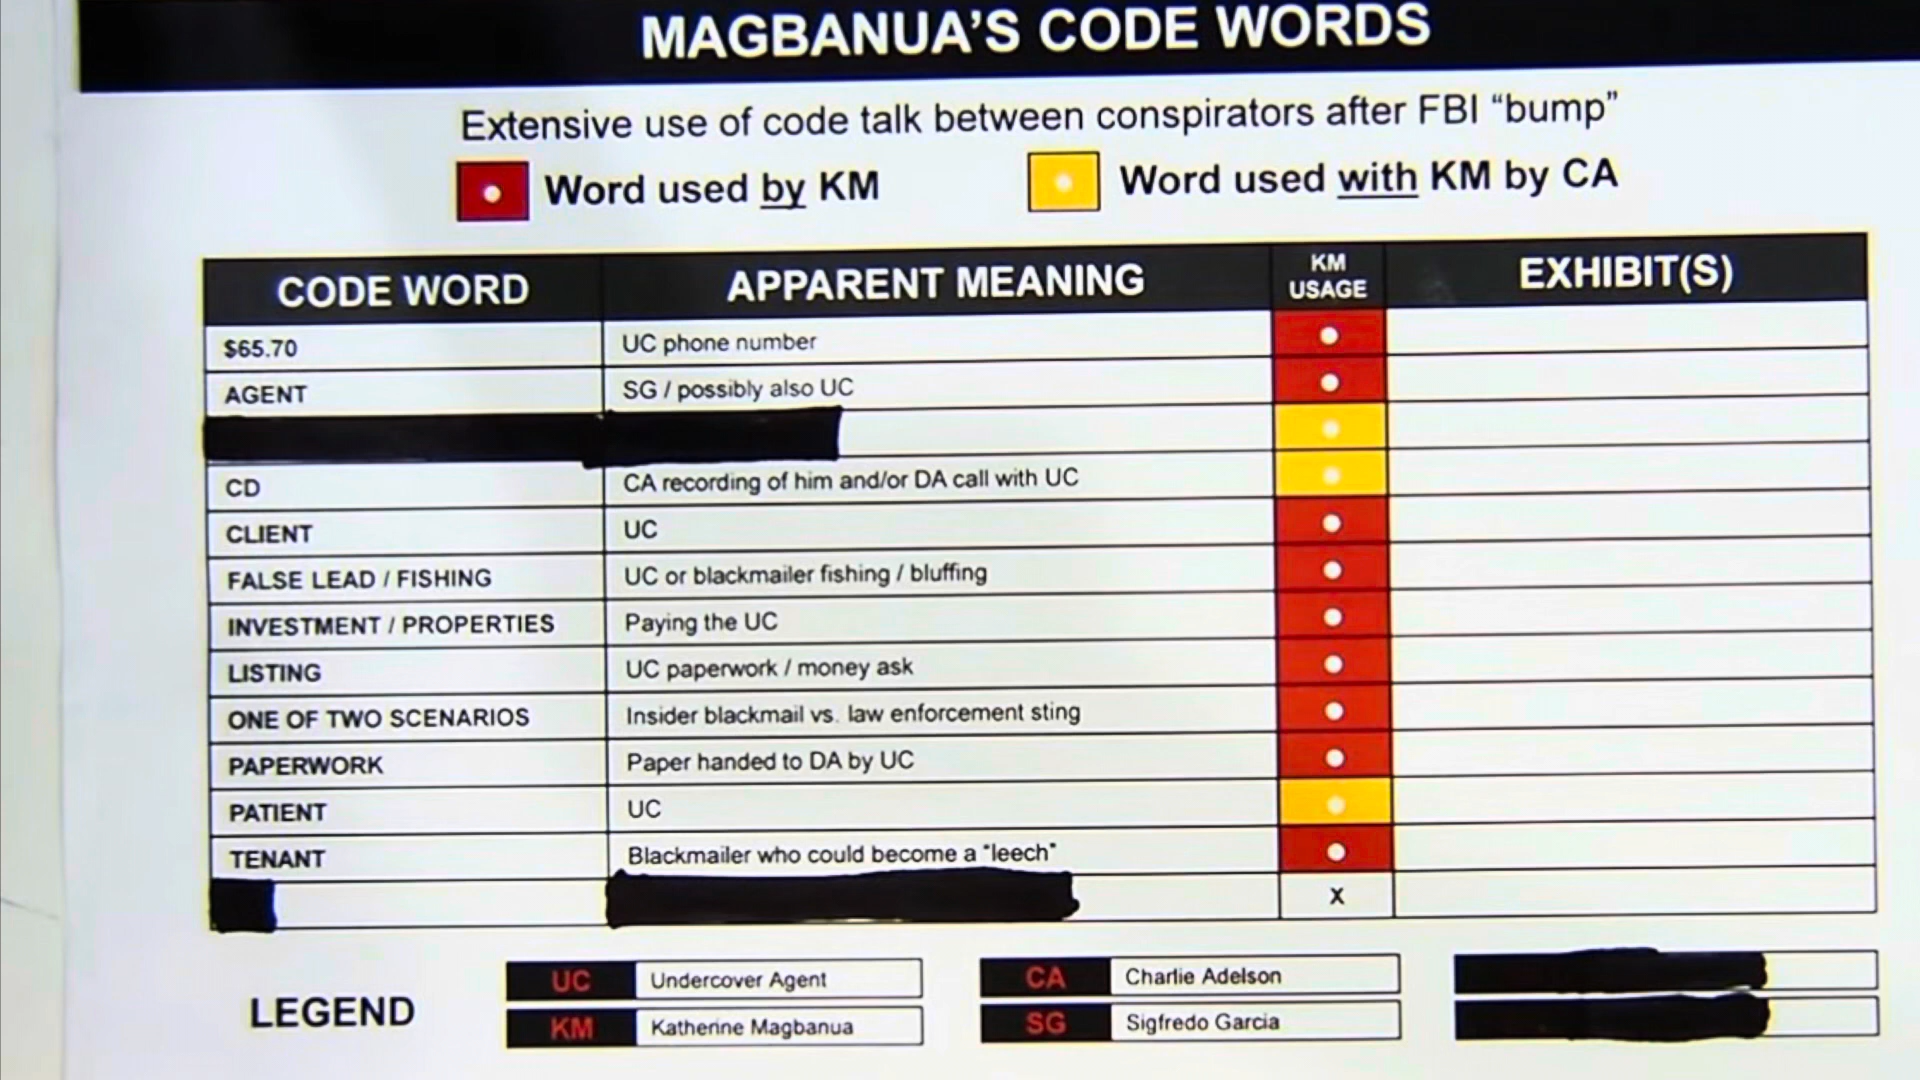 MAGBANUA'S CODE WORDS
Extensive use of code talk between conspirators after FBI “bump”
Word used by KM
Word used with KM by CA
CODE WORD APPARENT MEANING KM USAGE EXHIBIT(S)
$65.70 UC phone number
AGENT SG / possibly also UC
CD CA recording of him and/or DA call with UC
CLIENT UC
FALSE LEAD / FISHING UC or blackmailer fishing / bluffing
INVESTMENT / PROPERTIES Paying the UC
LISTING UC paperwork / money ask
ONE OF TWO SCENARIOS Insider blackmail vs. law enforcement sting
PAPERWORK Paper handed to DA by UC
PATIENT UC
TENANT Blackmailer who could become a "leech"
X
LEGEND
UC Undercover Agent CA Charlie Adelson
KM Katherine Magbanua SG Sigfredo Garcia